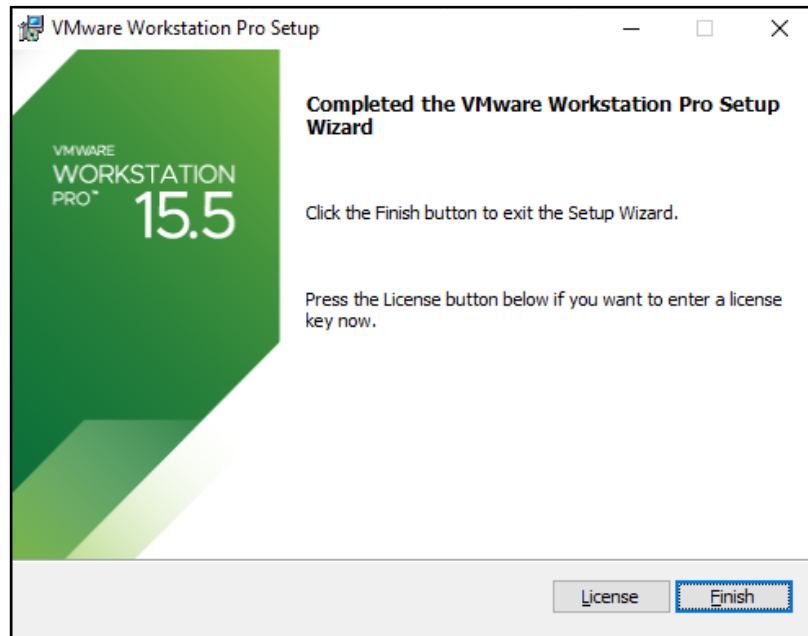 VMware Workstation Pro Setup
VMWARE
WORKSTATION
PRO™
15.5
Completed the VMware Workstation Pro Setup
Wizard
Click the Finish button to exit the Setup Wizard.
Press the License button below if you want to enter a license
key now.
License
Finish